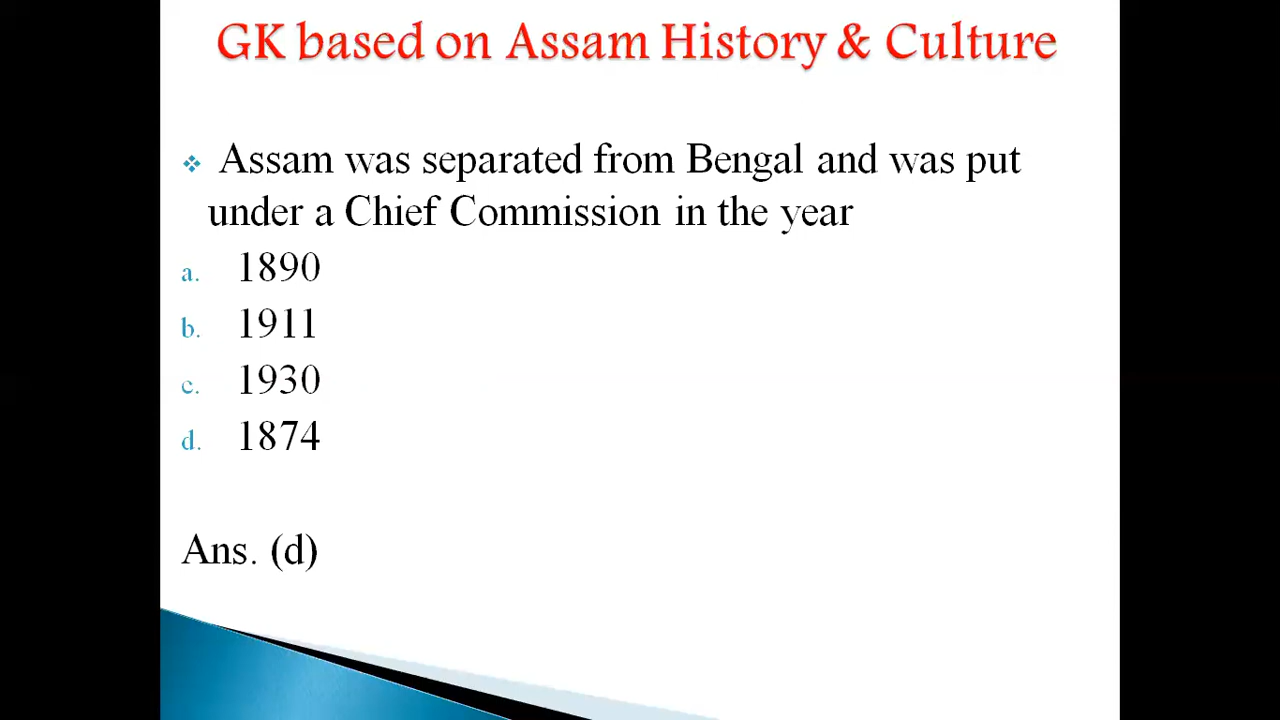 GK based on Assam History & Culture
❖ Assam was separated from Bengal and was put
under a Chief Commission in the year
a. 1890
b. 1911
c. 1930
d. 1874
Ans. (d)